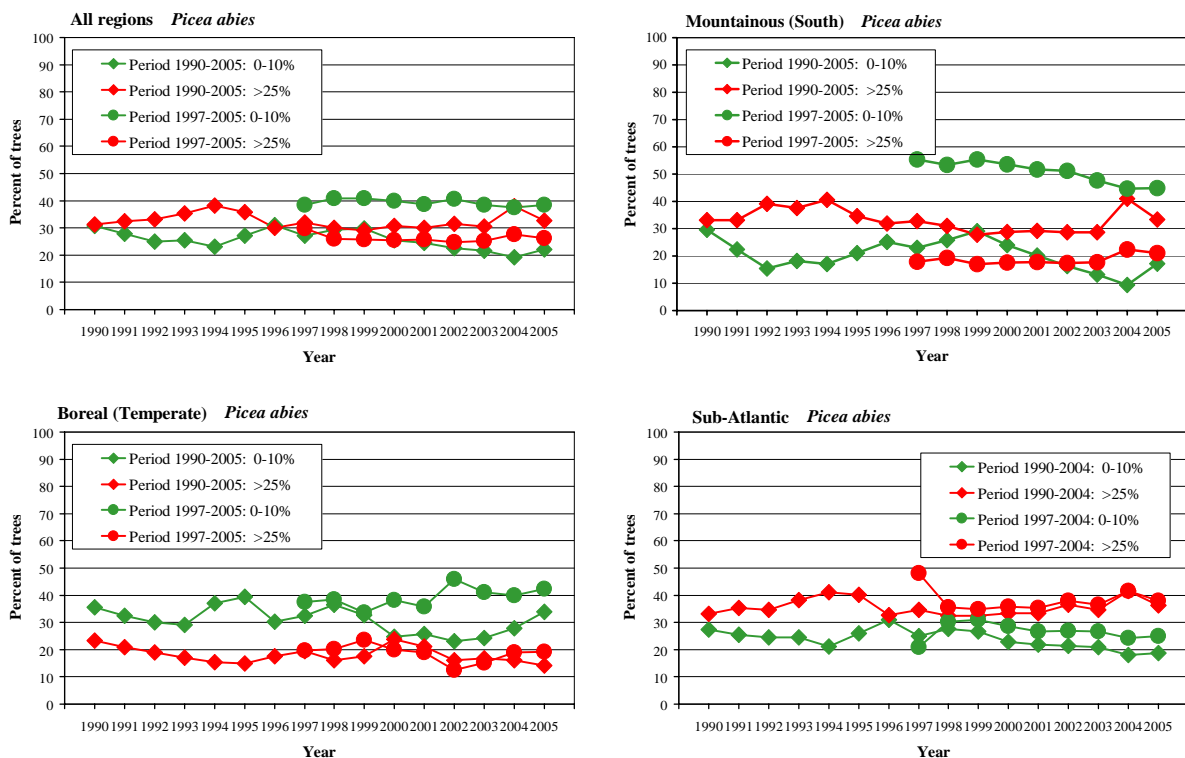 All regions Picea abies
Percent of trees
100
90
80
70
60
50
40
30
20
10
0
Period 1990-2005: 0-10%
Period 1990-2005: >25%
Period 1997-2005: 0-10%
Period 1997-2005: >25%
1990 1991 1992 1993 1994 1995 1996 1997 1998 1999 2000 2001 2002 2003 2004 2005
Year
Mountainous (South) Picea abies
Percent of trees
100
90
80
70
60
50
40
30
20
10
0
Period 1990-2005: 0-10%
Period 1990-2005: >25%
Period 1997-2005: 0-10%
Period 1997-2005: >25%
1990 1991 1992 1993 1994 1995 1996 1997 1998 1999 2000 2001 2002 2003 2004 2005
Year
Boreal (Temperate) Picea abies
Percent of trees
100
90
80
70
60
50
40
30
20
10
0
Period 1990-2005: 0-10%
Period 1990-2005: >25%
Period 1997-2005: 0-10%
Period 1997-2005: >25%
1990 1991 1992 1993 1994 1995 1996 1997 1998 1999 2000 2001 2002 2003 2004 2005
Year
Sub-Atlantic Picea abies
Percent of trees
100
90
80
70
60
50
40
30
20
10
0
Period 1990-2004: 0-10%
Period 1990-2004: >25%
Period 1997-2004: 0-10%
Period 1997-2004: >25%
1990 1991 1992 1993 1994 1995 1996 1997 1998 1999 2000 2001 2002 2003 2004 2005
Year